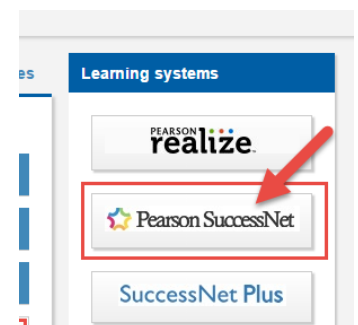 es
Learning systems
PEARSON
realize.
Pearson SuccessNet
SuccessNet Plus